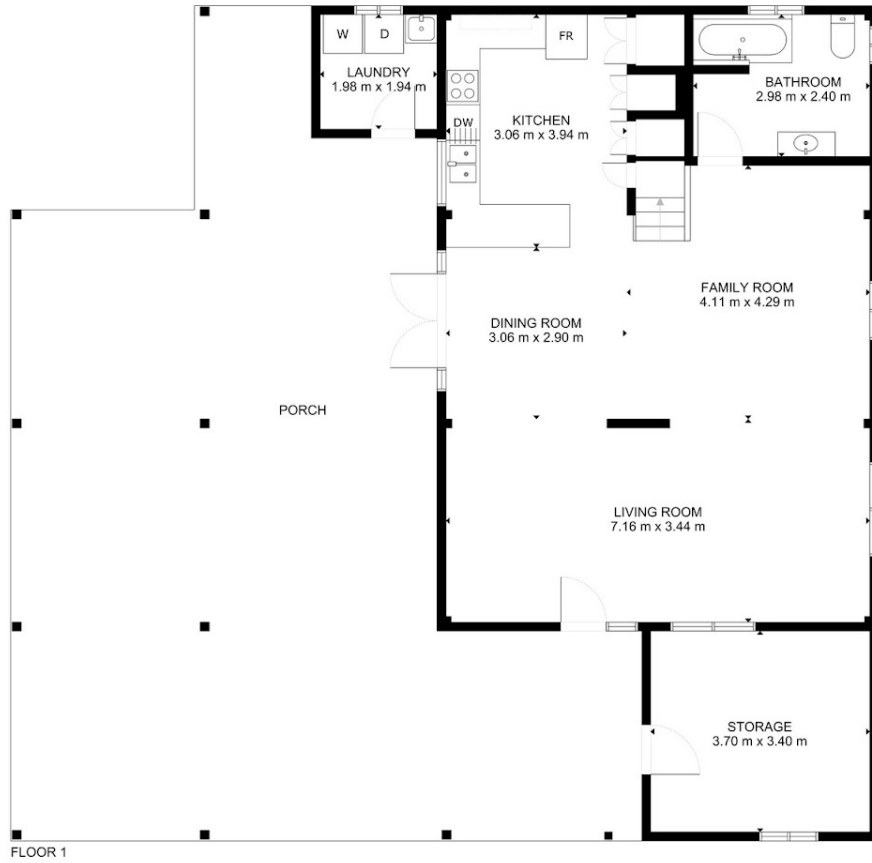 W
D
LAUNDRY
1.98 m x 1.94 m
FR
DW
KITCHEN
3.06 m x 3.94 m
BATHROOM
2.98 m x 2.40 m
FAMILY ROOM
4.11 m x 4.29 m
DINING ROOM
3.06 m x 2.90 m
PORCH
LIVING ROOM
7.16 m x 3.44 m
STORAGE
3.70 m x 3.40 m
FLOOR 1